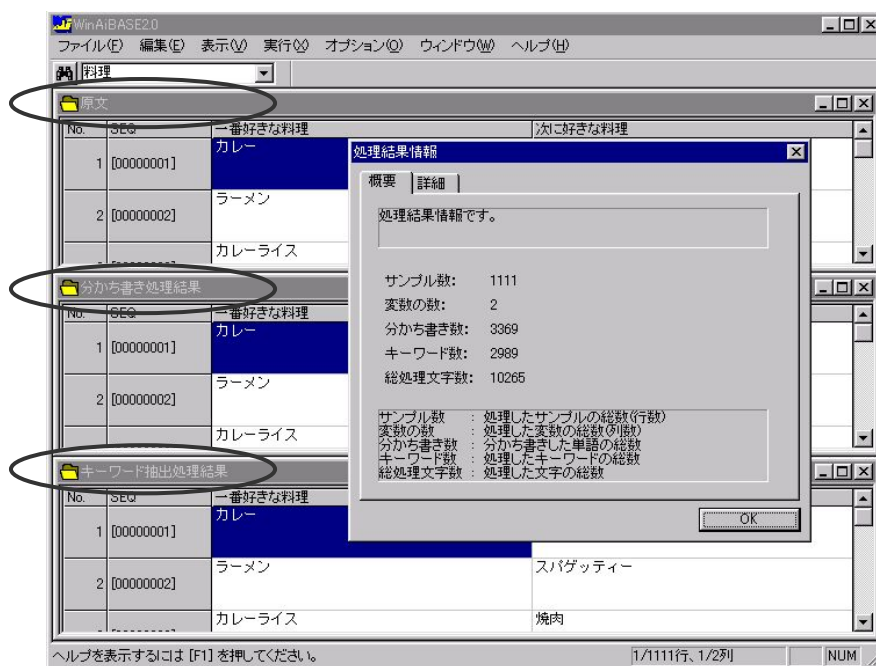 WinAiBASE2.0
ファイル(F) 編集(E) 表示(V) 実行(X) オプション(O) ウィンドウ(W) ヘルプ(H)
料理
原文
No. SEQ 一番好きな料理 次に好きな料理
1 [00000001] カレー
2 [00000002] ラーメン
カレーライス
処理結果情報
概要 詳細
処理結果情報です。
サンプル数: 1111
変数の数: 2
分かち書き数: 3369
キーワード数: 2989
総処理文字数: 10265
サンプル数 : 処理したサンプルの総数(行数)
変数の数 : 処理した変数の総数(列数)
分かち書き数 : 分かち書きした単語の総数
キーワード数 : 処理したキーワードの総数
総処理文字数 : 処理した文字の総数
OK
分かち書き処理結果
No. SEQ 一番好きな料理
1 [00000001] カレー
2 [00000002] ラーメン
カレーライス
キーワード抽出処理結果
No. SEQ 一番好きな料理
1 [00000001] カレー
2 [00000002] ラーメン スパゲッティー
カレーライス 焼肉
ヘルプを表示するには [F1] を押してください。 1/1111行、1/2列 NUM